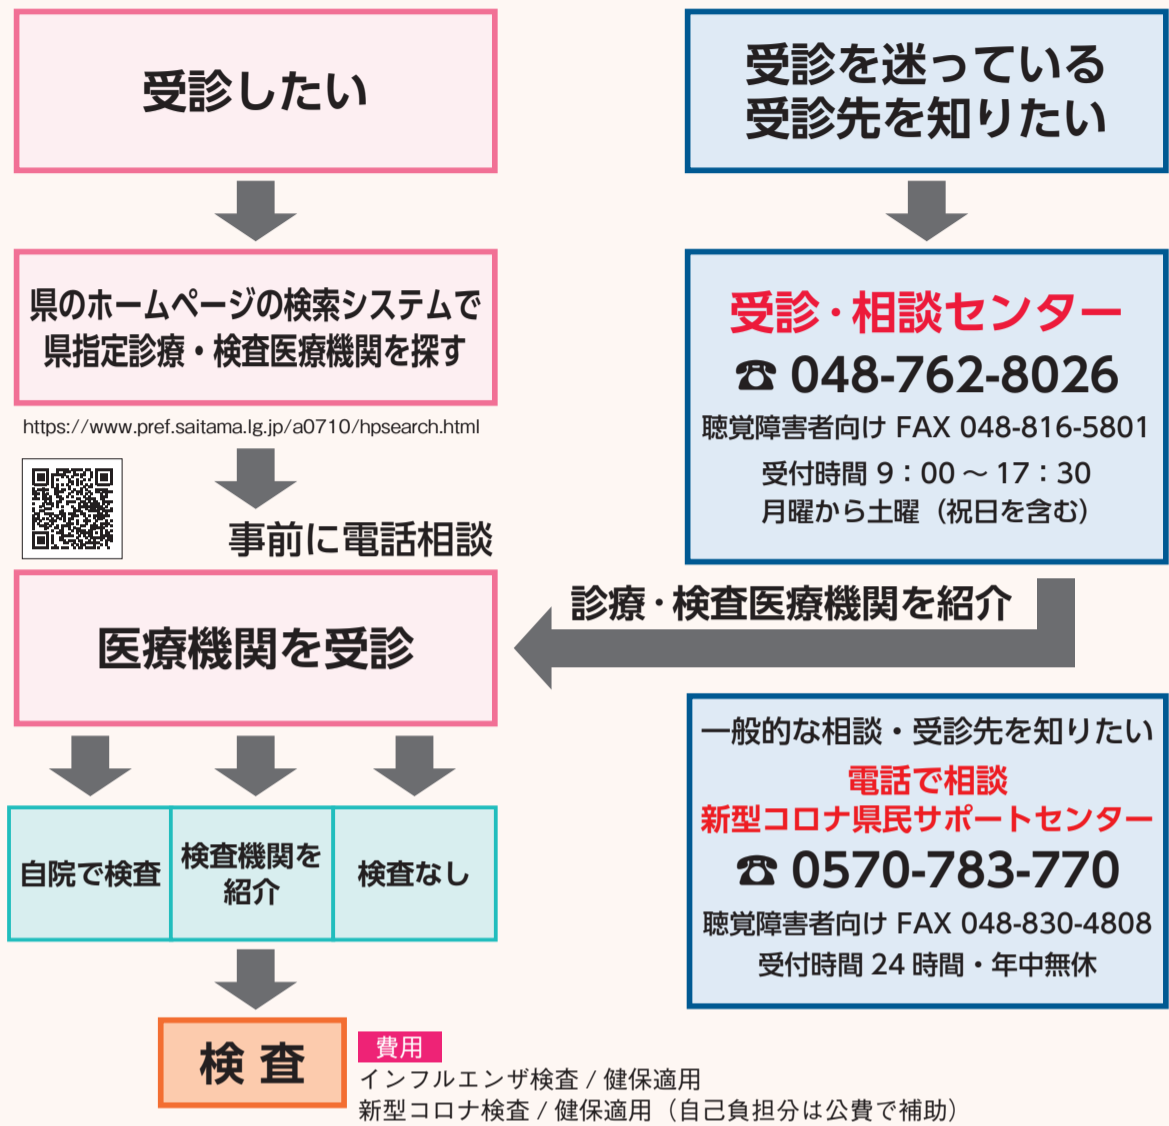 受診したい
県のホームページの検索システムで
県指定診療・検査医療機関を探す
https://www.pref.saitama.lg.jp/a0710/hpsearch.html
事前に電話相談
受診を迷っている
受診先を知りたい
受診・相談センター
☎ 048-762-8026
聴覚障害者向け FAX 048-816-5801
受付時間 9：00 ～ 17：30
月曜から土曜（祝日を含む）
診療・検査医療機関を紹介
医療機関を受診
自院で検査
検査機関を
紹介
検査なし
検 査
費用
インフルエンザ検査 / 健保適用
新型コロナ検査 / 健保適用（自己負担分は公費で補助）
一般的な相談・受診先を知りたい
電話で相談
新型コロナ県民サポートセンター
☎ 0570-783-770
聴覚障害者向け FAX 048-830-4808
受付時間 24 時間・年中無休